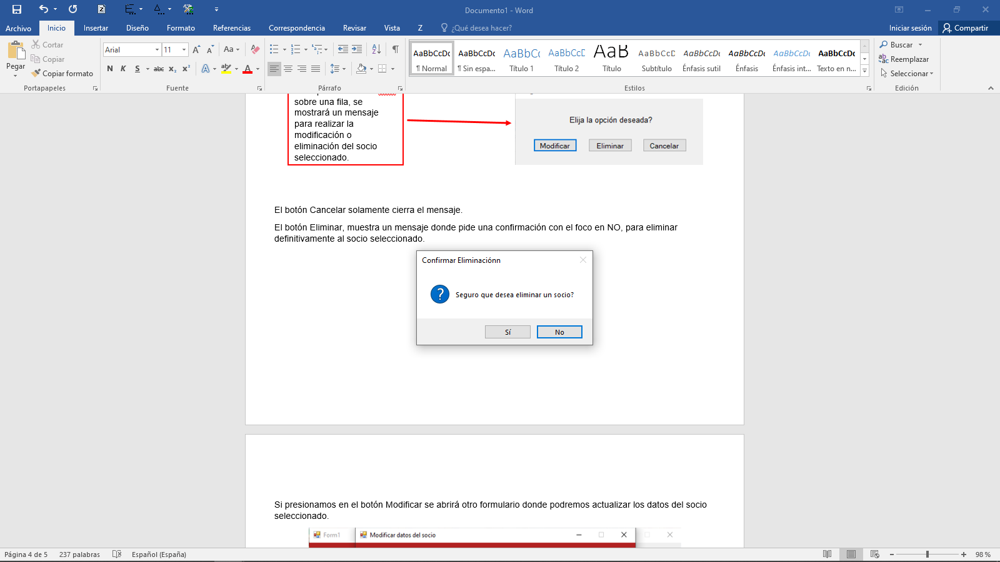 Documento1 - Word
Archivo Inicio Insertar Diseño Formato Referencias Correspondencia Revisar Vista Z ¿Qué desea hacer? Iniciar sesión Compartir
Pegar
Cortar
Copiar
Copiar formato
Portapapeles
Arial 11
Aa
N K S abc x₂ x²
Fuente
Párrafo
AaBbCcDc AaBbCcDc AaBbCc AaBbCcD AaB AaBbCcD AaBbCcDc AaBbCcDc AaBbCcDc AaBbCcDc
¶ Normal ¶ Sin espa... Título 1 Título 2 Título Subtítulo Énfasis sutil Énfasis Énfasis int... Texto en n...
Estilos
Buscar
Reemplazar
Seleccionar
Edición
sobre una fila, se
mostrará un mensaje
para realizar la
modificación o
eliminación del socio
seleccionado.
Elija la opción deseada?
Modificar Eliminar Cancelar
El botón Cancelar solamente cierra el mensaje.
El botón Eliminar, muestra un mensaje donde pide una confirmación con el foco en NO, para eliminar
definitivamente al socio seleccionado.
Confirmar Eliminaciónn
? Seguro que desea eliminar un socio?
Sí No
Si presionamos en el botón Modificar se abrirá otro formulario donde podremos actualizar los datos del socio
seleccionado.
Form1 Modificar datos del socio
Página 4 de 5 237 palabras Español (España) 98 %